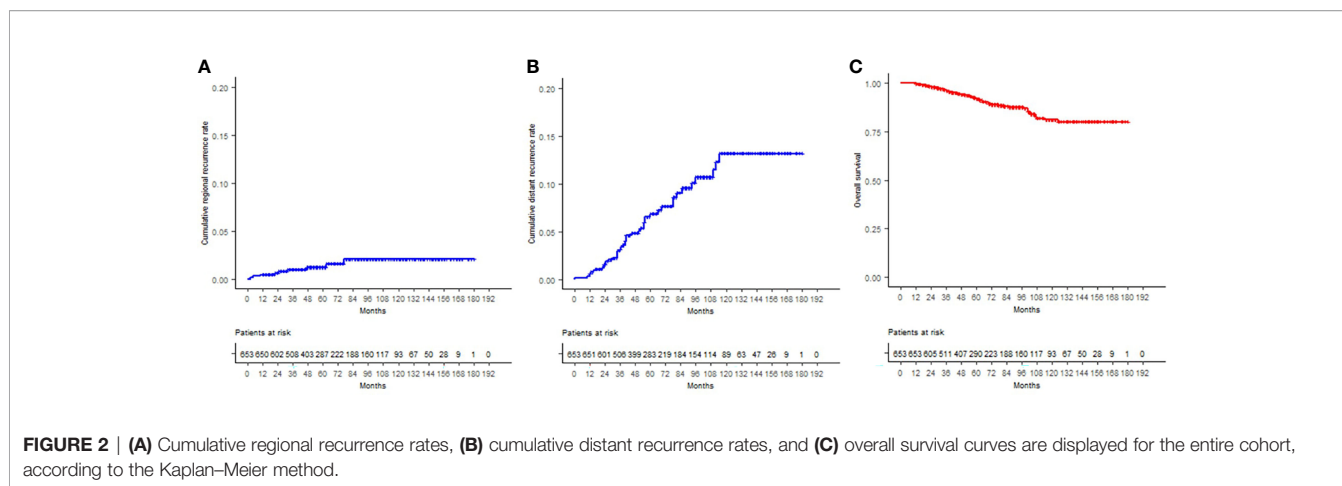 A
B
C
0.20
0.15
0.10
0.05
0.00
Cumulative regional recurrence rate
0 12 24 36 48 60 72 84 96 108 120 132 144 156 168 180 192
Months
Patients at risk
653 650 602 508 403 287 222 188 160 117 93 67 50 28 9 1 0
0 12 24 36 48 60 72 84 96 108 120 132 144 156 168 180 192
Months
0.20
0.15
0.10
0.05
0.00
Cumulative distant recurrence rate
0 12 24 36 48 60 72 84 96 108 120 132 144 156 168 180 192
Months
Patients at risk
653 651 601 506 399 283 219 184 154 114 89 63 47 26 9 1 0
0 12 24 36 48 60 72 84 96 108 120 132 144 156 168 180 192
Months
1.00
0.75
0.50
0.25
0.00
Overall survival
0 12 24 36 48 60 72 84 96 108 120 132 144 156 168 180 192
Months
Patients at risk
653 653 605 511 407 290 223 188 160 117 93 67 50 28 9 1 0
0 12 24 36 48 60 72 84 96 108 120 132 144 156 168 180 192
Months
FIGURE 2 | (A) Cumulative regional recurrence rates, (B) cumulative distant recurrence rates, and (C) overall survival curves are displayed for the entire cohort,
according to the Kaplan–Meier method.